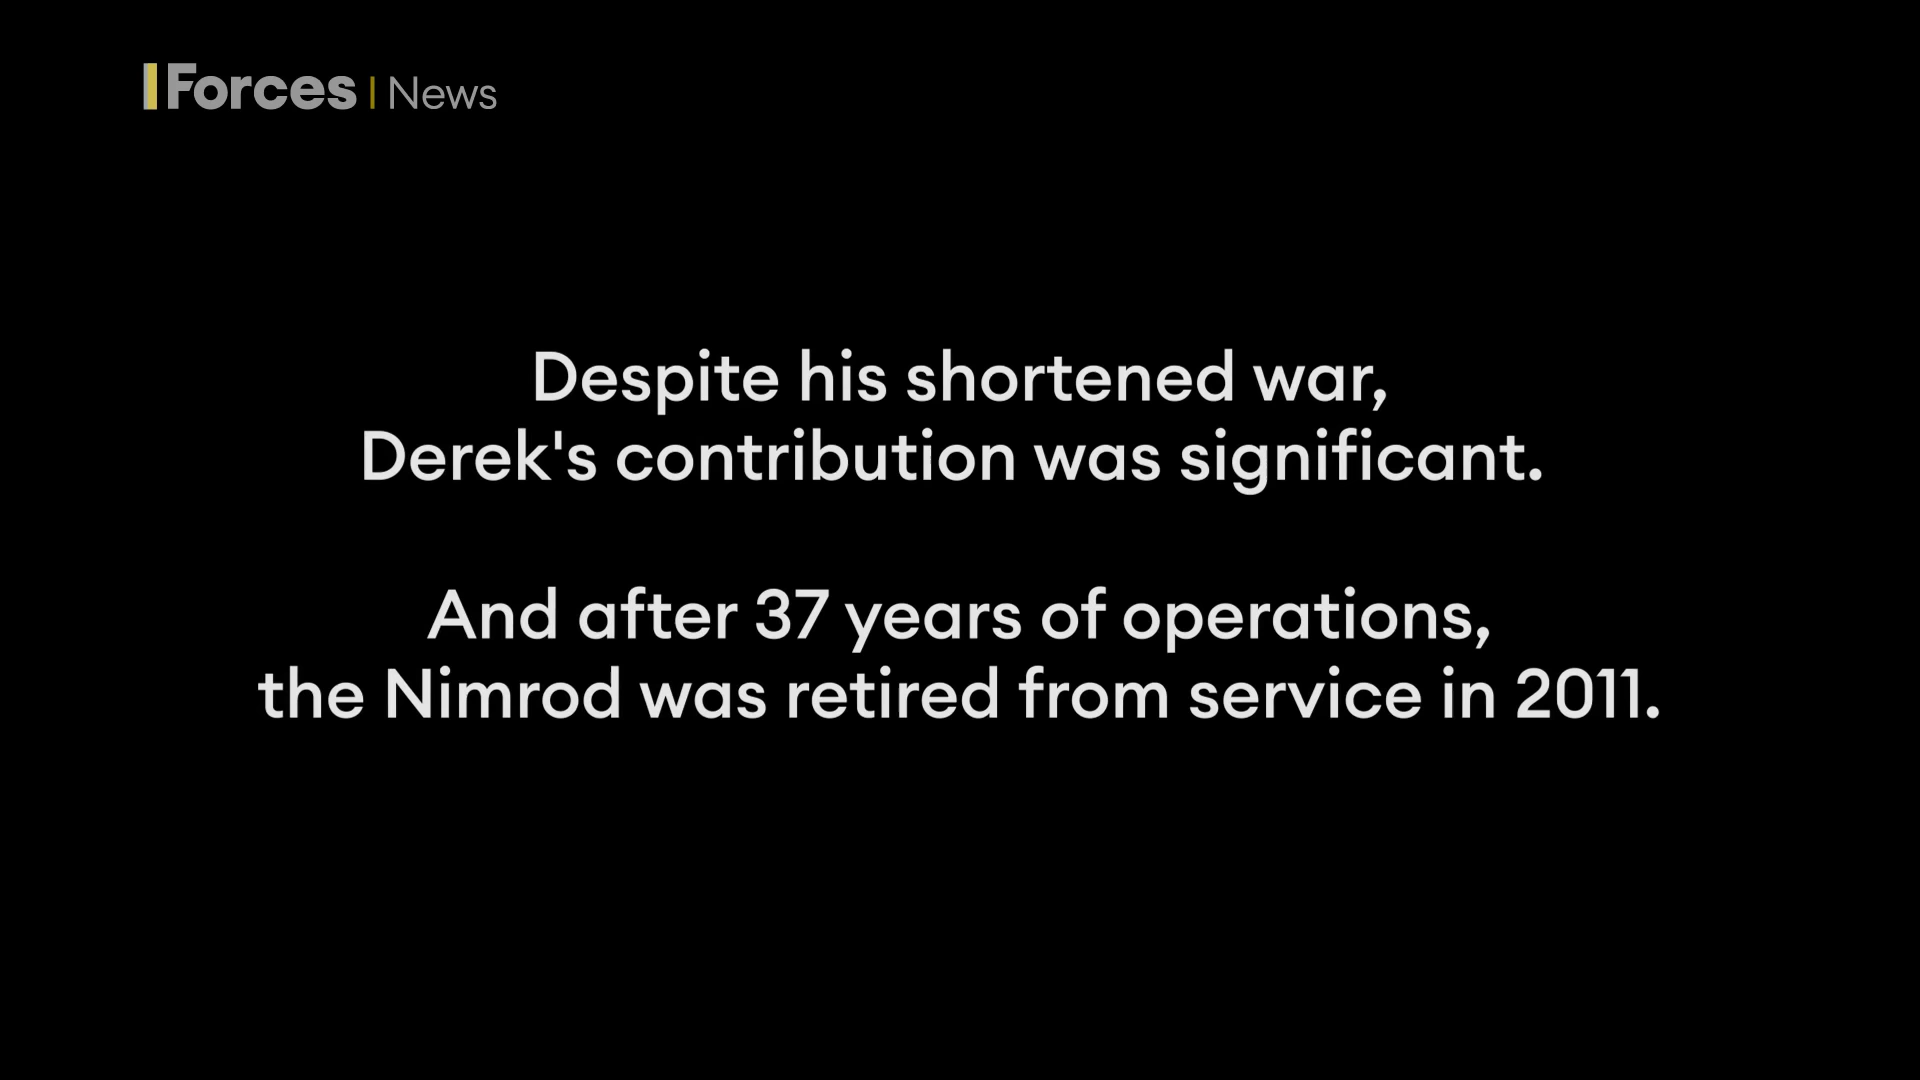 Forces | News
Despite his shortened war,
Derek's contribution was significant.
And after 37 years of operations,
the Nimrod was retired from service in 2011.